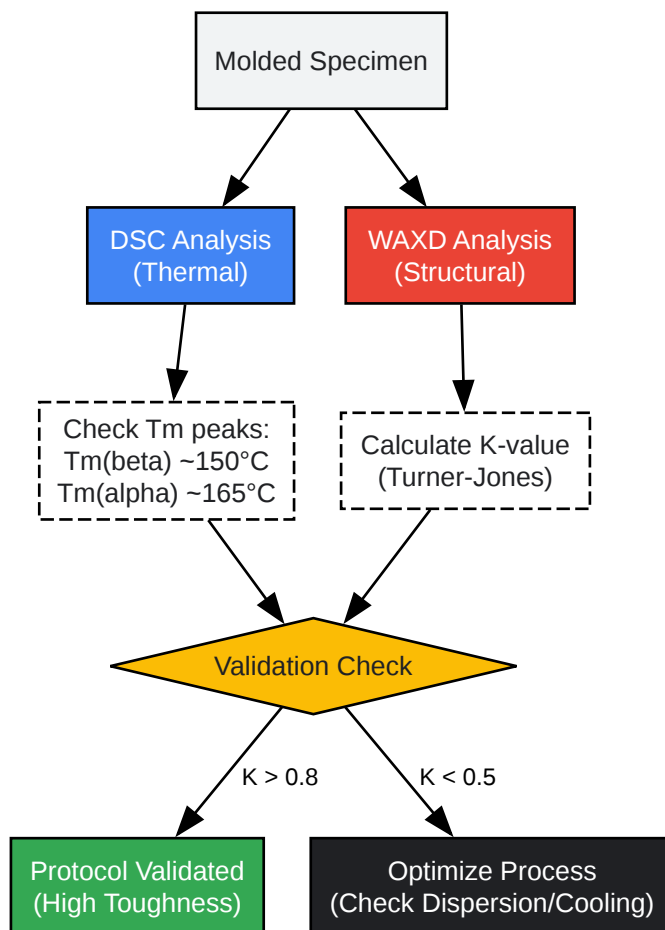 Molded Specimen
DSC Analysis
(Thermal)
WAXD Analysis
(Structural)
Check Tm peaks:
Tm(beta) ~150°C
Tm(alpha) ~165°C
Calculate K-value
(Turner-Jones)
Validation Check
K > 0.8
K < 0.5
Protocol Validated
(High Toughness)
Optimize Process
(Check Dispersion/Cooling)